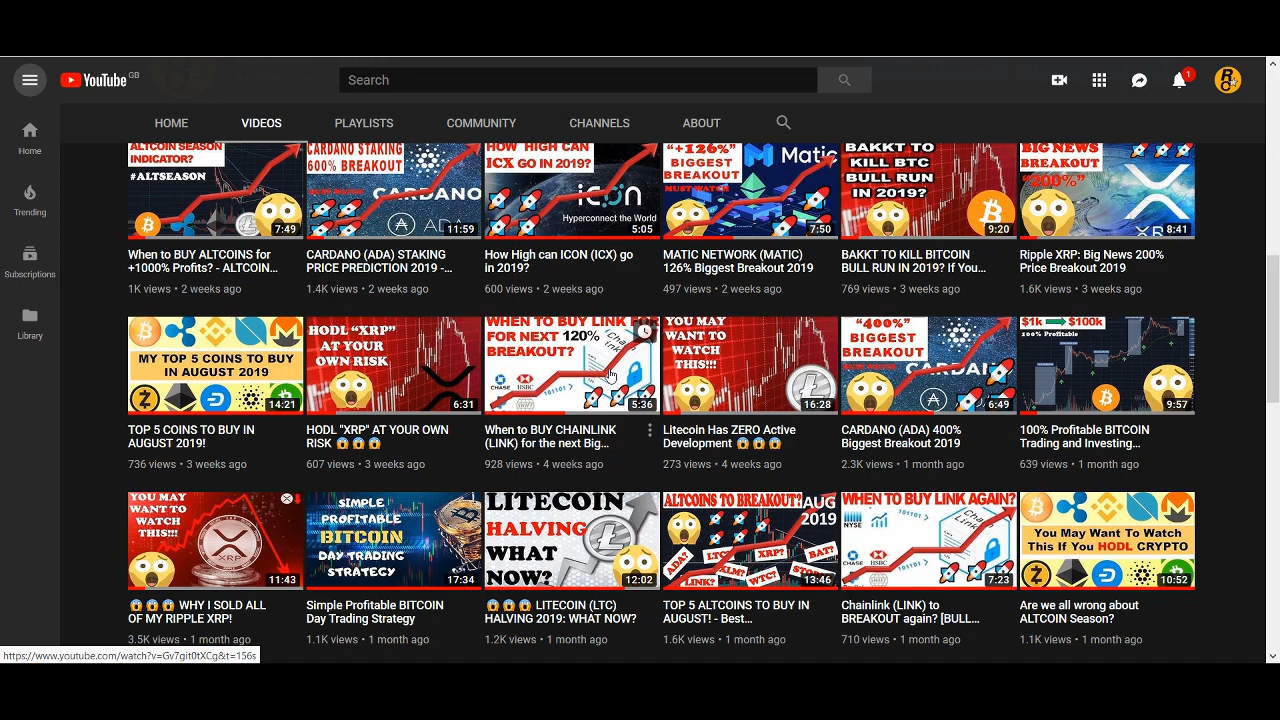 YouTube GB
Search
1
HOME VIDEOS PLAYLISTS COMMUNITY CHANNELS ABOUT
Home
Trending
Subscriptions
Library
ALTCOIN SEASON
INDICATOR?
#ALTSEASON
7:49
When to BUY ALTCOINS for
+1000% Profits? - ALTCOIN...
1K views • 2 weeks ago
CARDANO STAKING
600% BREAKOUT
MUST WATCH
CARDANO
ADA
11:59
CARDANO (ADA) STAKING
PRICE PREDICTION 2019 -...
1.4K views • 2 weeks ago
HOW HIGH CAN
ICX GO IN 2019?
ICON
Hyperconnect the World
5:05
How High can ICON (ICX) go
in 2019?
600 views • 2 weeks ago
"+126%"
BIGGEST
BREAKOUT
MUST WATCH
Matic
7:50
MATIC NETWORK (MATIC)
126% Biggest Breakout 2019
497 views • 2 weeks ago
BAKKT TO
KILL BTC
BULL RUN
IN 2019?
9:20
BAKKT TO KILL BITCOIN
BULL RUN IN 2019? If You...
769 views • 3 weeks ago
BIG NEWS
BREAKOUT
"200%"
8:41
Ripple XRP: Big News 200%
Price Breakout 2019
1.6K views • 3 weeks ago
MY TOP 5 COINS TO BUY
IN AUGUST 2019
14:21
TOP 5 COINS TO BUY IN
AUGUST 2019!
736 views • 3 weeks ago
HODL "XRP"
AT YOUR
OWN RISK
6:31
HODL "XRP" AT YOUR OWN
RISK 😱😱😱
607 views • 3 weeks ago
WHEN TO BUY LINK FOR
FOR NEXT 120%
BREAKOUT?
CHASE
HSBC
101101
SWIFT
5:36
When to BUY CHAINLINK
(LINK) for the next Big...
928 views • 4 weeks ago
YOU MAY
WANT TO
WATCH
THIS!!!
16:28
Litecoin Has ZERO Active
Development 😱😱😱
273 views • 4 weeks ago
"400%"
BIGGEST
BREAKOUT
6:49
CARDANO (ADA) 400%
Biggest Breakout 2019
2.3K views • 1 month ago
$1k $100k
100% Profitable
9:57
100% Profitable BITCOIN
Trading and Investing...
639 views • 1 month ago
YOU MAY
WANT TO
WATCH
THIS!!!
11:43
😱😱😱 WHY I SOLD ALL
OF MY RIPPLE XRP!
3.5K views • 1 month ago
SIMPLE
PROFITABLE
BITCOIN
DAY TRADING
STRATEGY
17:34
Simple Profitable BITCOIN
Day Trading Strategy
1.1K views • 1 month ago
LITECOIN
HALVING
WHAT
NOW?
12:02
😱😱😱 LITECOIN (LTC)
HALVING 2019: WHAT NOW?
1.2K views • 1 month ago
ALTCOINS TO BREAKOUT?
AUG
2019
ADA?
LTC?
XRP?
BAT?
LINK?
XLM?
WTC?
13:46
TOP 5 ALTCOINS TO BUY IN
AUGUST! - Best...
1.6K views • 1 month ago
WHEN TO BUY LINK AGAIN?
NYSE
101101
Chain
Link
CHASE
HSBC
101101
SWIFT
7:23
Chainlink (LINK) to
BREAKOUT again? [BULL...
710 views • 1 month ago
You May Want To Watch
This If You HODL CRYPTO
10:52
Are we all wrong about
ALTCOIN Season?
1.1K views • 1 month ago
https://www.youtube.com/watch?v=Gv7git0tXCg&t=156s